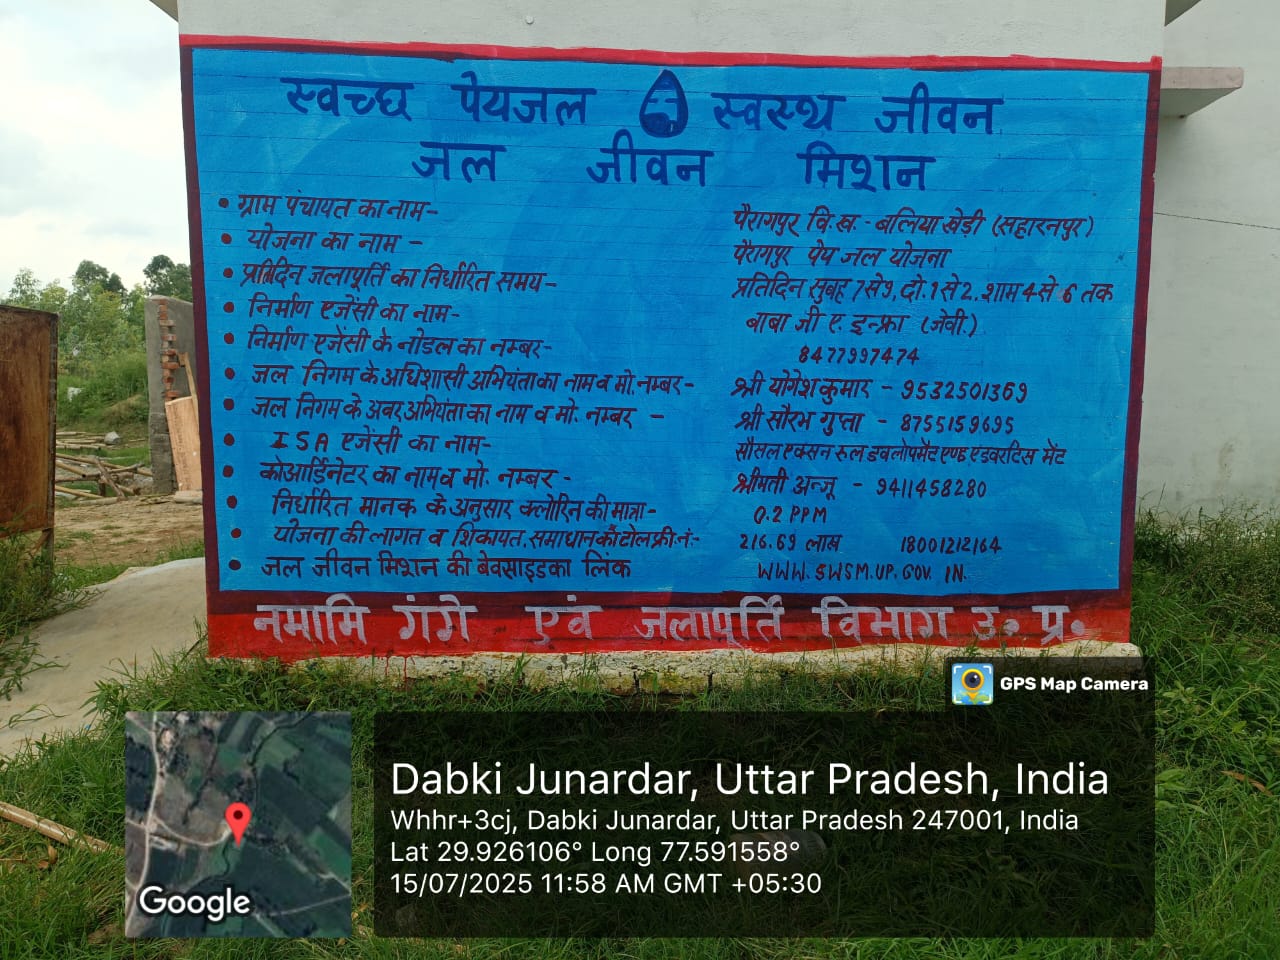 स्वच्छ पेयजल स्वस्थ जीवन
जल जीवन मिशन
• ग्राम पंचायत का नाम- पैरागपुर वि.ख.- बलिया खेड़ी (सहारनपुर)
• योजना का नाम - पैरागपुर पेय जल योजना
• प्रतिदिन जलापूर्ति का निर्धारित समय- प्रतिदिन सुबह 7 से 9, दो. 1 से 2, शाम 4 से 6 तक
• निर्माण एजेंसी का नाम- बाबा जी ए. इन्फ्रा (जेवी.)
• निर्माण एजेंसी के नोडल का नम्बर- 8477997474
• जल निगम के अधिशासी अभियंता का नाम व मो. नम्बर- श्री योगेश कुमार - 9532501369
• जल निगम के अवर अभियंता का नाम व मो. नम्बर - श्री सौरभ गुप्ता - 8755159695
• ISA एजेंसी का नाम- सौसल एक्सन रुल डवलोपमेंट एण्ड एडवरटिस मेंट
• कोआर्डिनेटर का नाम व मो. नम्बर - श्रीमती अन्जू - 9411458280
• निर्धारित मानक के अनुसार क्लोरिन की मात्रा- 0.2 PPM
• योजना की लागत व शिकायत, समाधान कौ टोल फ्री नं:- 216.69 लाख 18001212164
• जल जीवन मिशन की बेवसाइड का लिंक WWW.SWSM.UP.GOV.IN.
नमामि गंगे एवं जलापूर्ति विभाग उ॰ प्र॰
GPS Map Camera
Dabki Junardar, Uttar Pradesh, India
Whhr+3cj, Dabki Junardar, Uttar Pradesh 247001, India
Lat 29.926106° Long 77.591558°
15/07/2025 11:58 AM GMT +05:30
Google